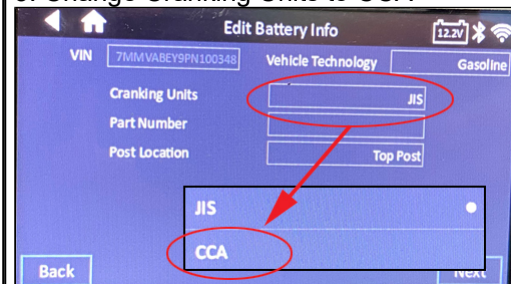 Edit Battery Info
12.2V
VIN 7MMVABEY9PN100348 Vehicle Technology Gasoline
Cranking Units JIS
Part Number
Post Location Top Post
JIS
CCA
Back Next